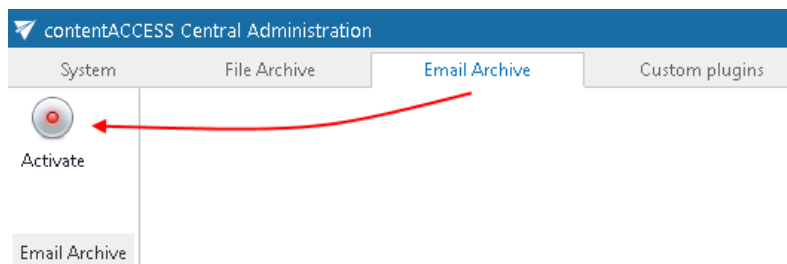 contentACCESS Central Administration
System File Archive Email Archive Custom plugins
Activate
Email Archive